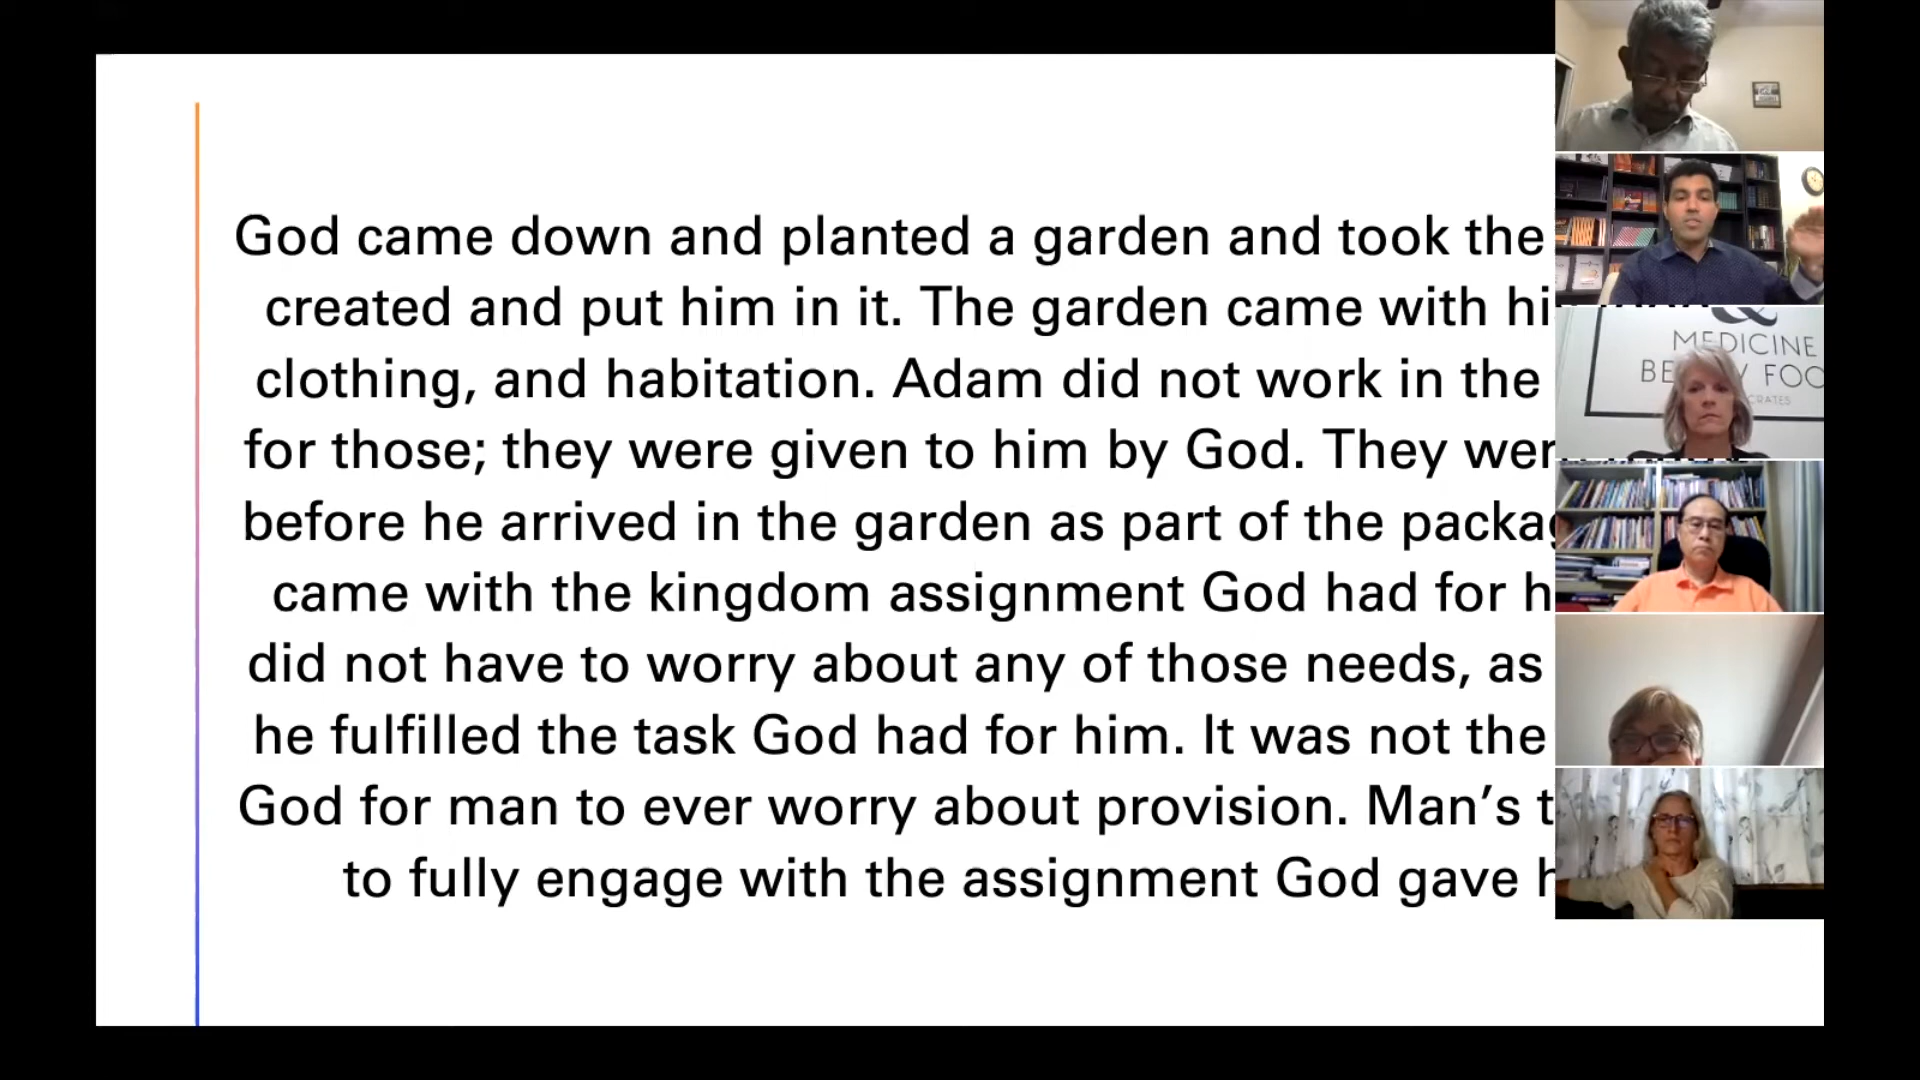 God came down and planted a garden and took the
created and put him in it. The garden came with
clothing, and habitation. Adam did not work in the
for those; they were given to him by God. They
before he arrived in the garden as part of the
came with the kingdom assignment God had for
did not have to worry about any of those needs, as
he fulfilled the task God had for him. It was not the
God for man to ever worry about provision. Man's
to fully engage with the assignment God gave
&
MEDICINE